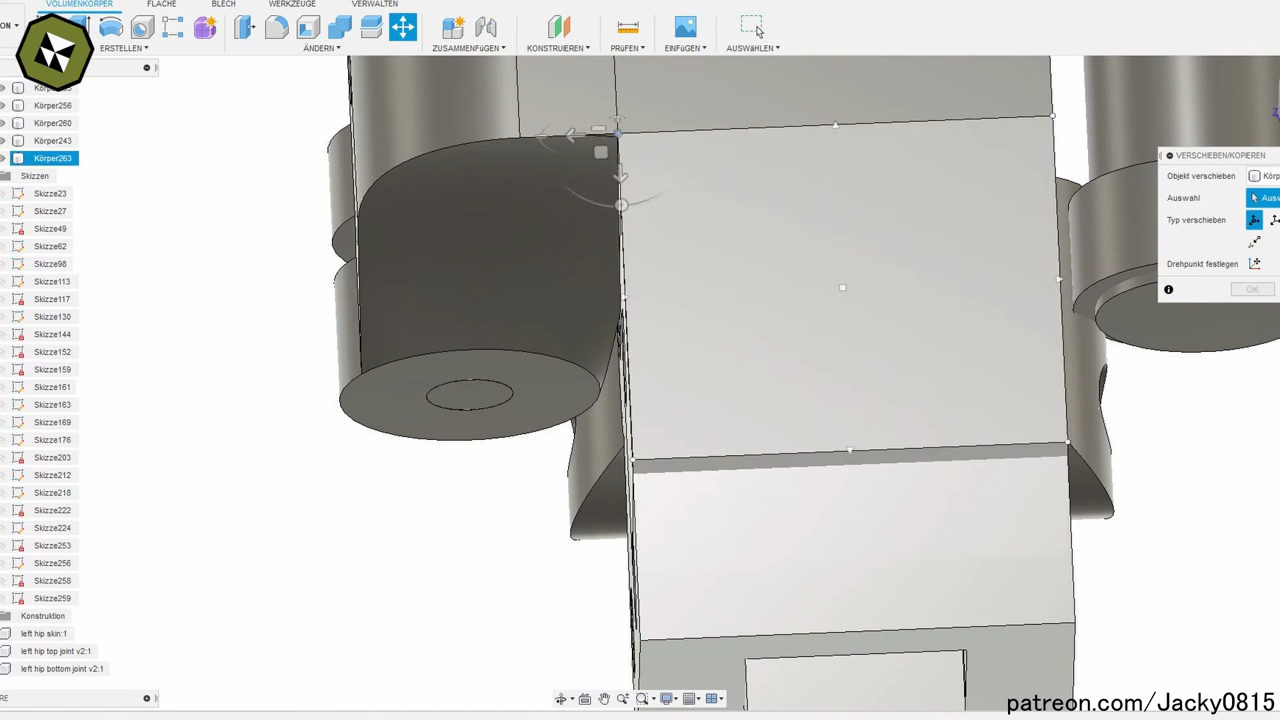 VOLUMENKÖRPER FLÄCHE BLECH WERKZEUGE VERWALTEN
ERSTELLEN ÄNDERN ZUSAMMENFÜGEN KONSTRUIEREN PRÜFEN EINFÜGEN AUSWÄHLEN
Körper256
Körper260
Körper243
Körper263
Skizzen
Skizze23
Skizze27
Skizze49
Skizze62
Skizze98
Skizze113
Skizze117
Skizze130
Skizze144
Skizze152
Skizze159
Skizze161
Skizze163
Skizze169
Skizze176
Skizze203
Skizze212
Skizze218
Skizze222
Skizze224
Skizze253
Skizze256
Skizze258
Skizze259
Konstruktion
left hip skin:1
left hip top joint v2:1
left hip bottom joint v2:1
VERSCHIEBEN/KOPIEREN
Objekt verschieben Körp
Auswahl Ausw
Typ verschieben
Drehpunkt festlegen
OK
patreon.com/Jacky0815